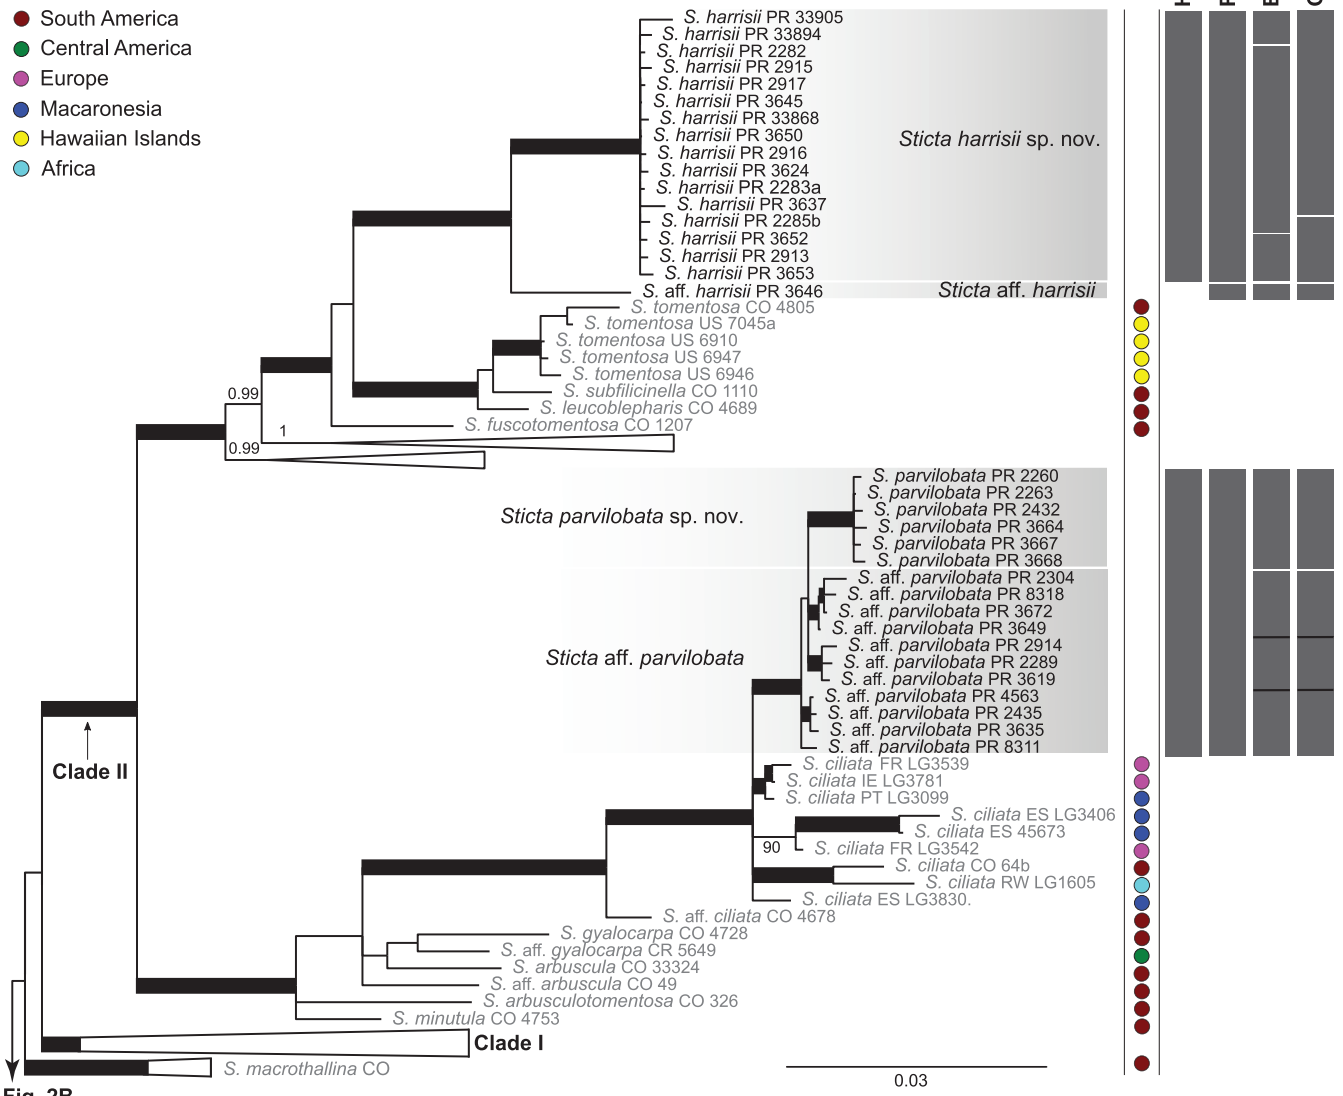 South America
Central America
Europe
Macaronesia
Hawaiian Islands
Africa
S. harrisii PR 33905
S. harrisii PR 33894
S. harrisii PR 2282
S. harrisii PR 2915
S. harrisii PR 2917
S. harrisii PR 3645
S. harrisii PR 33868
S. harrisii PR 3650
S. harrisii PR 2916
S. harrisii PR 3624
S. harrisii PR 2283a
S. harrisii PR 3637
S. harrisii PR 2285b
S. harrisii PR 3652
S. harrisii PR 2913
S. harrisii PR 3653
Sticta harrisii sp. nov.
S. aff. harrisii PR 3646
Sticta aff. harrisii
S. tomentosa CO 4805
S. tomentosa US 7045a
S. tomentosa US 6910
S. tomentosa US 6947
S. tomentosa US 6946
S. subfilicinella CO 1110
S. leucoblepharis CO 4689
S. fuscotomentosa CO 1207
0.99
1
0.99
S. parvilobata PR 2260
S. parvilobata PR 2263
S. parvilobata PR 2432
S. parvilobata PR 3664
S. parvilobata PR 3667
S. parvilobata PR 3668
Sticta parvilobata sp. nov.
S. aff. parvilobata PR 2304
S. aff. parvilobata PR 8318
S. aff. parvilobata PR 3672
S. aff. parvilobata PR 3649
S. aff. parvilobata PR 2914
S. aff. parvilobata PR 2289
S. aff. parvilobata PR 3619
S. aff. parvilobata PR 4563
S. aff. parvilobata PR 2435
S. aff. parvilobata PR 3635
S. aff. parvilobata PR 8311
Sticta aff. parvilobata
Clade II
S. ciliata FR LG3539
S. ciliata IE LG3781
S. ciliata PT LG3099
S. ciliata ES LG3406
S. ciliata ES 45673
90
S. ciliata FR LG3542
S. ciliata CO 64b
S. ciliata RW LG1605
S. ciliata ES LG3830.
S. aff. ciliata CO 4678
S. gyalocarpa CO 4728
S. aff. gyalocarpa CR 5649
S. arbuscula CO 33324
S. aff. arbuscula CO 49
S. arbusculotomentosa CO 326
S. minutula CO 4753
Clade I
S. macrothallina CO
0.03